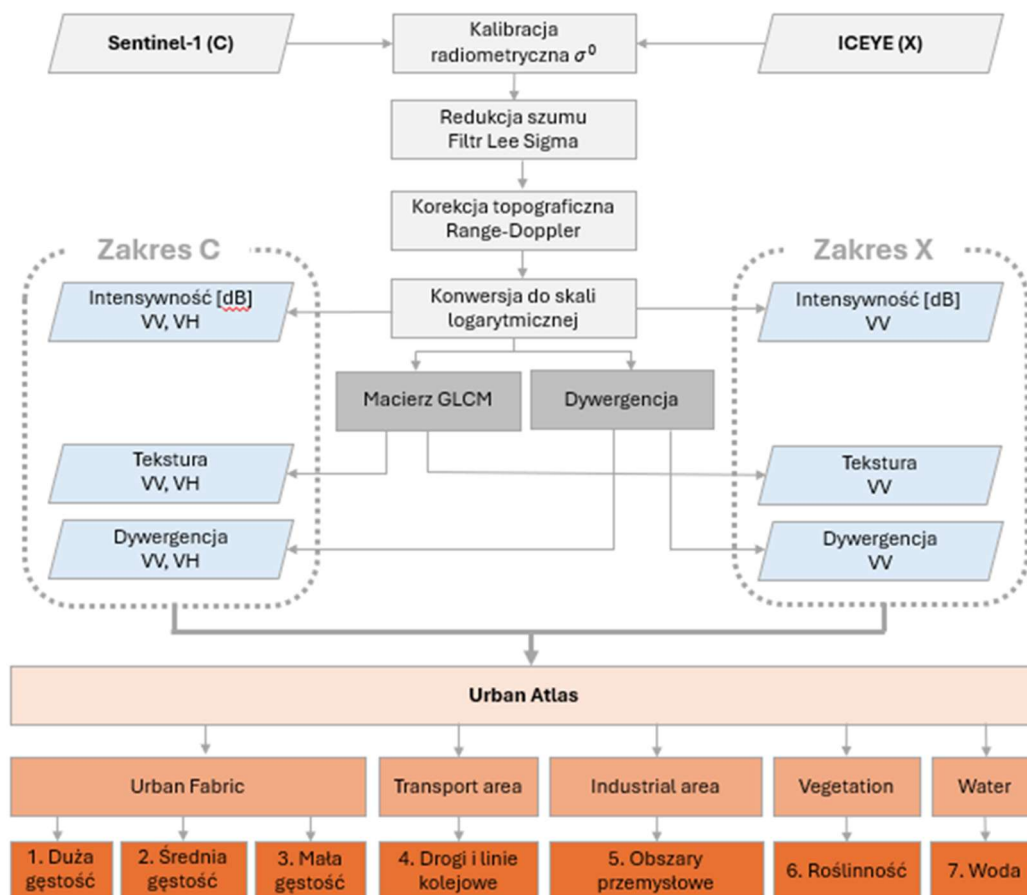 Sentinel-1 (C)
Kalibracja
radiometryczna σ⁰
ICEYE (X)
Redukcja szumu
Filtr Lee Sigma
Korekcja topograficzna
Range-Doppler
Zakres C
Zakres X
Intensywność [dB]
VV, VH
Konwersja do skali
logarytmicznej
Intensywność [dB]
VV
Macierz GLCM
Dywergencja
Tekstura
VV, VH
Tekstura
VV
Dywergencja
VV, VH
Dywergencja
VV
Urban Atlas
Urban Fabric
Transport area
Industrial area
Vegetation
Water
1. Duża
gęstość
2. Średnia
gęstość
3. Mała
gęstość
4. Drogi i linie
kolejowe
5. Obszary
przemysłowe
6. Roślinność
7. Woda